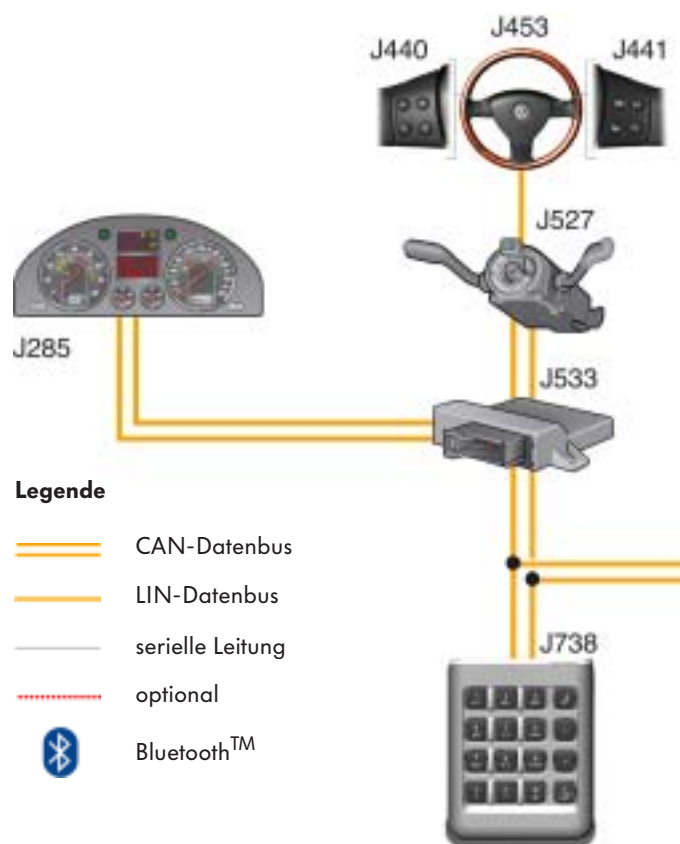 J453
J440
J441
J527
J285
J533
Legende
CAN-Datenbus
LIN-Datenbus
serielle Leitung
J738
optional
Bluetooth™